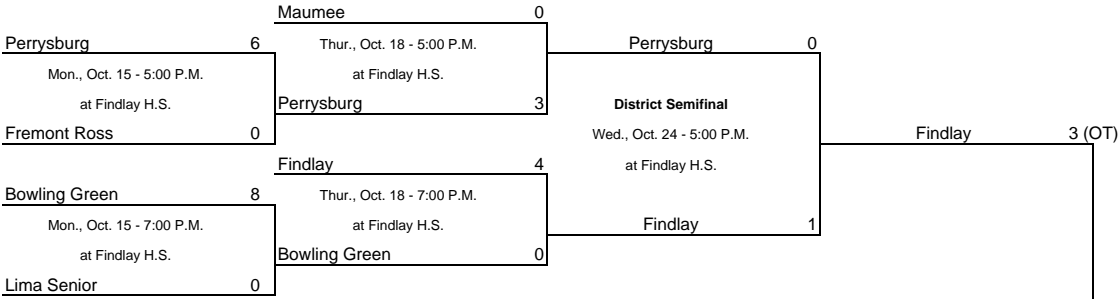 Maumee 0
Perrysburg 6
Thur., Oct. 18 - 5:00 P.M.
Perrysburg 0
Mon., Oct. 15 - 5:00 P.M.
at Findlay H.S.
at Findlay H.S.
Perrysburg 3
District Semifinal
Fremont Ross 0
Wed., Oct. 24 - 5:00 P.M.
Findlay 3 (OT)
Findlay 4
at Findlay H.S.
Bowling Green 8
Thur., Oct. 18 - 7:00 P.M.
Mon., Oct. 15 - 7:00 P.M.
at Findlay H.S.
Findlay 1
at Findlay H.S.
Bowling Green 0
Lima Senior 0